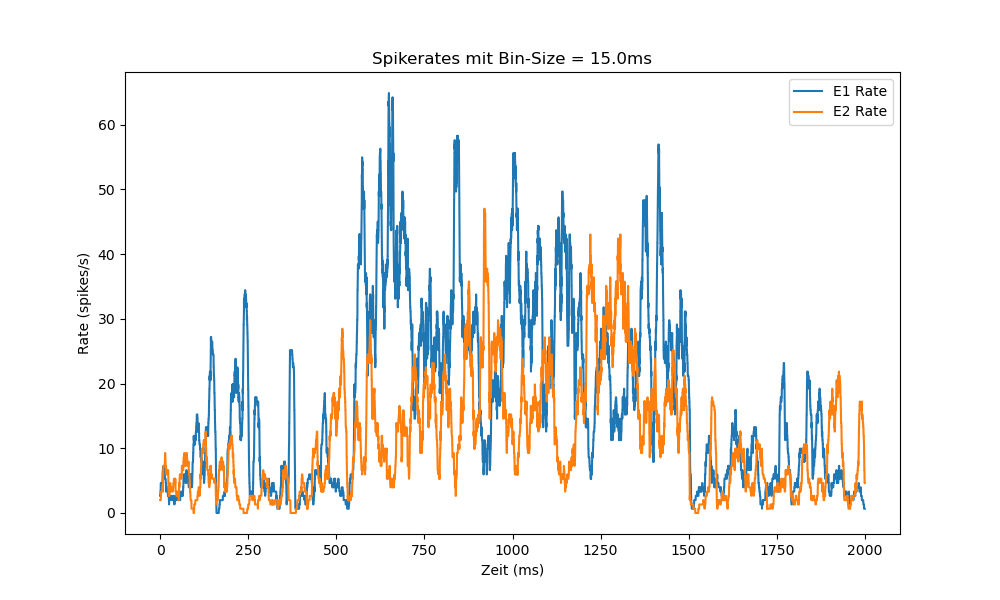 Spikerates mit Bin-Size = 15.0ms
E1 Rate
E2 Rate
Rate (spikes/s)
60
50
40
30
20
10
0
0 250 500 750 1000 1250 1500 1750 2000
Zeit (ms)